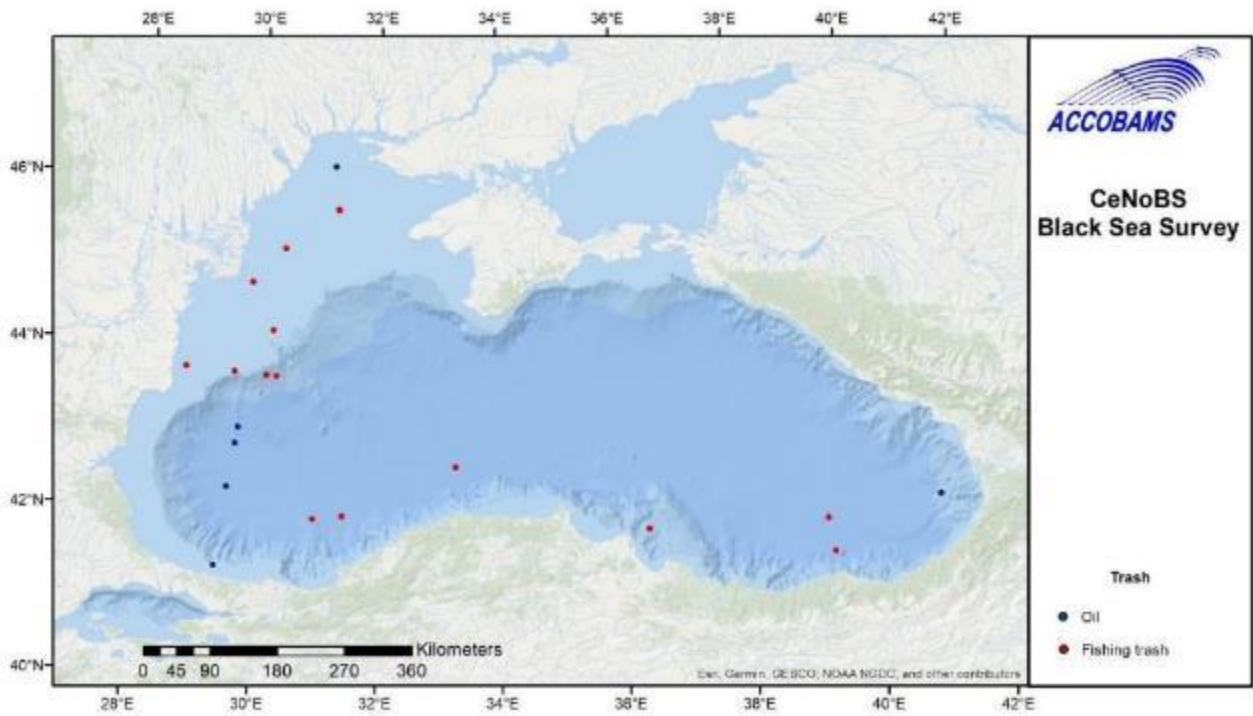 28°E 30°E 32°E 34°E 36°E 38°E 40°E 42°E
46°N
44°N
42°N
40°N
ACCOBAMS
CeNoBS
Black Sea Survey
Trash
Oil
Fishing trash
Kilometers
0 45 90 180 270 360
Esri, Garmin, GEBCO, NOAA NGDC, and other contributors
28°E 30°E 32°E 34°E 36°E 38°E 40°E 42°E